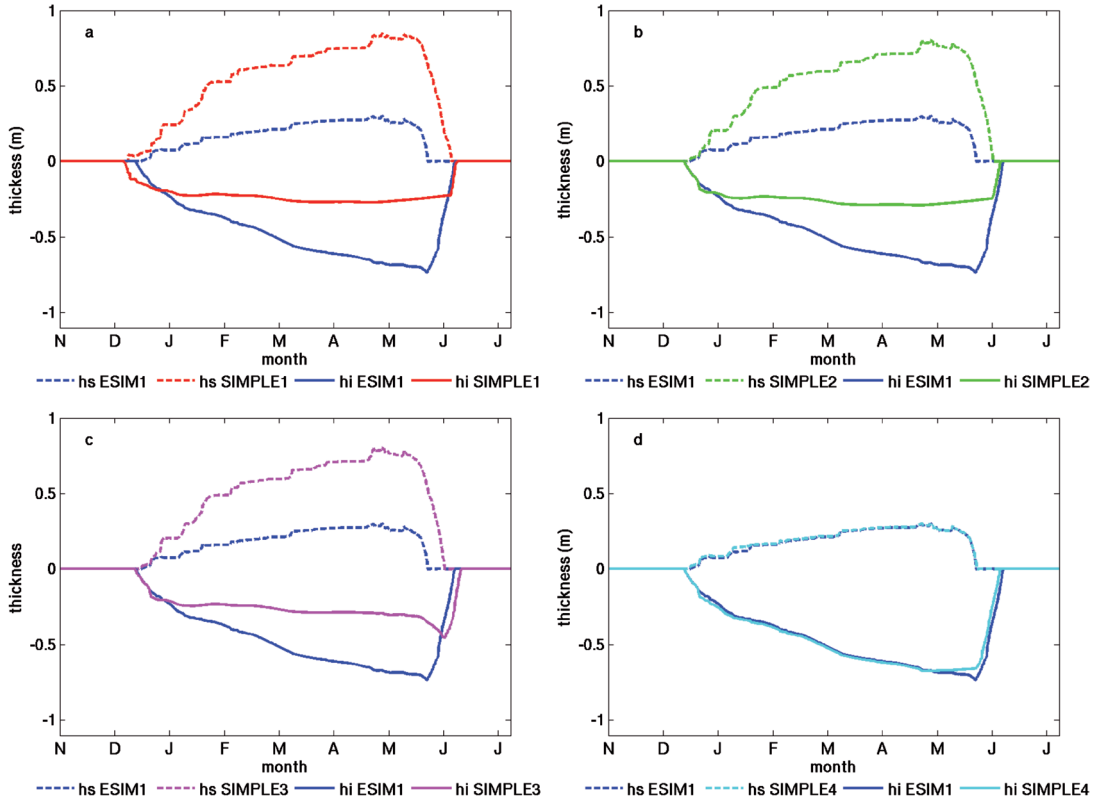 1
a
0.5
0
-0.5
-1
thickess (m)
N D J F M A M J J
month
hs ESIM1 hs SIMPLE1 hi ESIM1 hi SIMPLE1
1
b
0.5
0
-0.5
-1
thickness (m)
N D J F M A M J J
month
hs ESIM1 hs SIMPLE2 hi ESIM1 hi SIMPLE2
1
c
0.5
0
-0.5
-1
thickness
N D J F M A M J J
month
hs ESIM1 hs SIMPLE3 hi ESIM1 hi SIMPLE3
1
d
0.5
0
-0.5
-1
thickness (m)
N D J F M A M J J
month
hs ESIM1 hs SIMPLE4 hi ESIM1 hi SIMPLE4